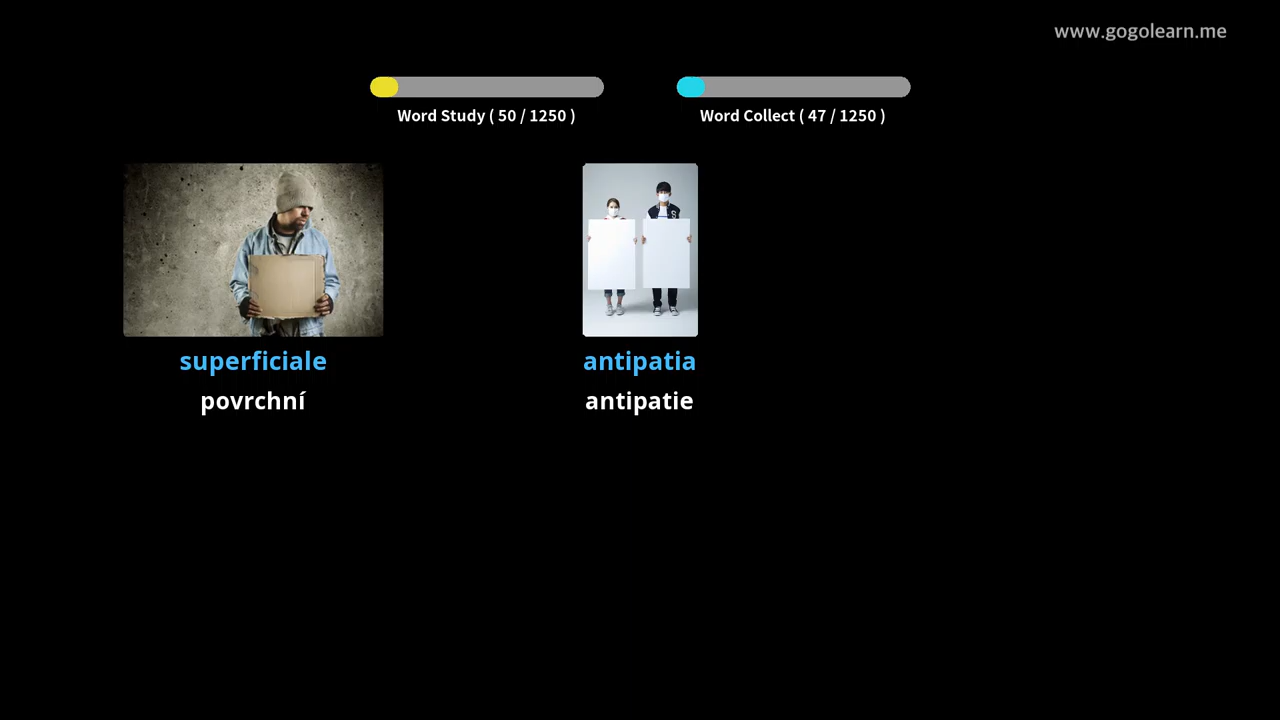 www.gogolearn.me
Word Study ( 50 / 1250 )
Word Collect ( 47 / 1250 )
superficiale
povrchní
antipatia
antipatie